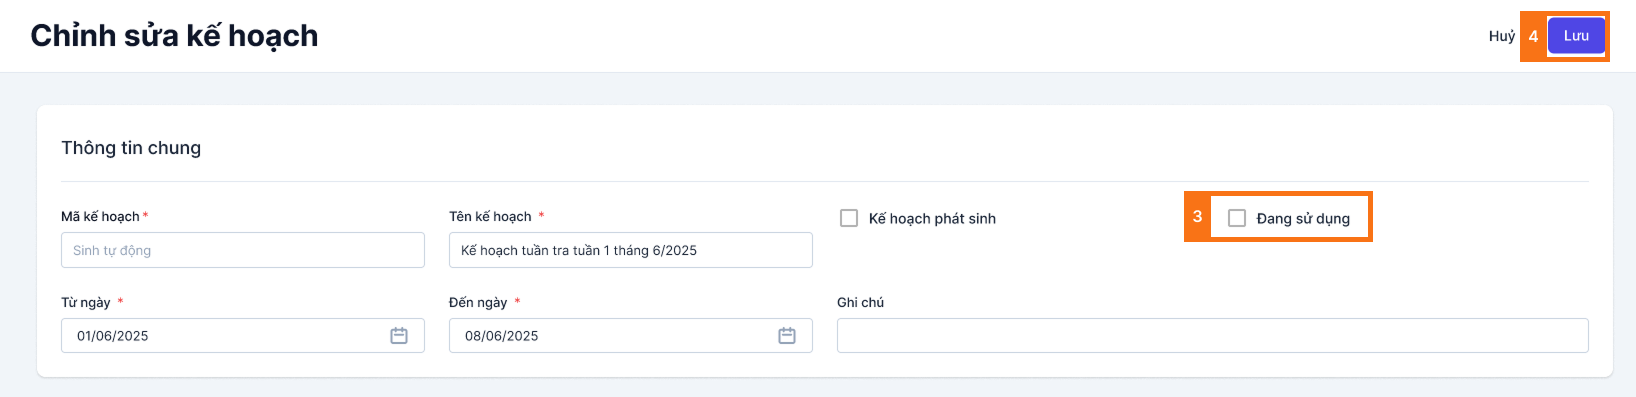 Chỉnh sửa kế hoạch
Huỷ 4 Lưu
Thông tin chung
Mã kế hoạch *
Sinh tự động
Tên kế hoạch *
Kế hoạch tuần tra tuần 1 tháng 6/2025
Kế hoạch phát sinh
3 Đang sử dụng
Từ ngày *
01/06/2025
Đến ngày *
08/06/2025
Ghi chú